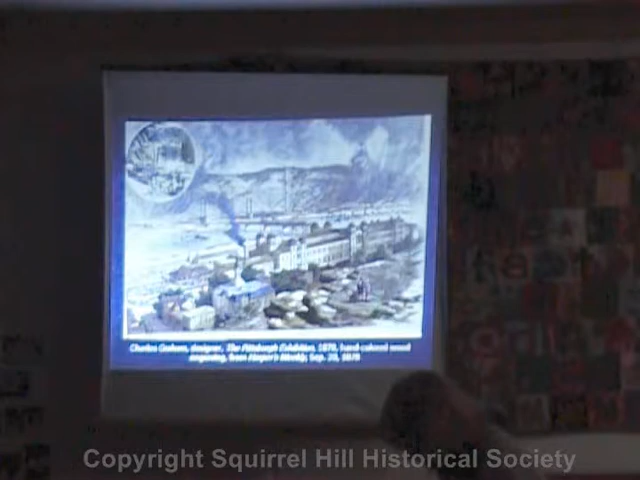 Charles Graham, designer, The Pittsburgh Exhibition, 1878, hand-colored wood
engraving, from Harper's Weekly, Sep. 28, 1878
Copyright Squirrel Hill Historical Society